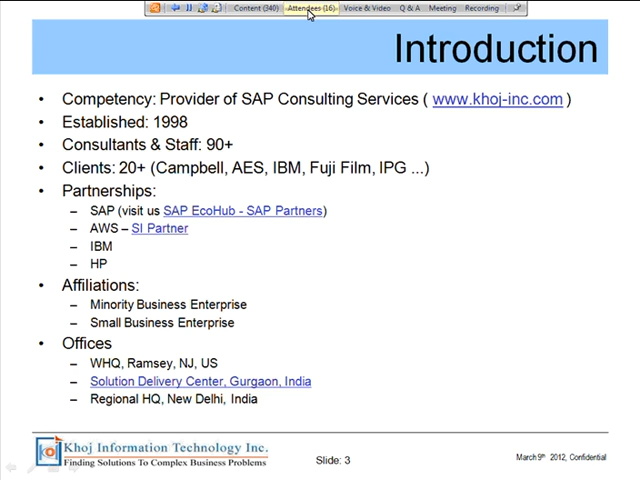 Content (340) Attendees (16) Voice & Video Q & A Meeting Recording
Introduction
• Competency: Provider of SAP Consulting Services ( www.khoj-inc.com )
• Established: 1998
• Consultants & Staff: 90+
• Clients: 20+ (Campbell, AES, IBM, Fuji Film, IPG ...)
• Partnerships:
– SAP (visit us SAP EcoHub - SAP Partners)
– AWS – SI Partner
– IBM
– HP
• Affiliations:
– Minority Business Enterprise
– Small Business Enterprise
• Offices
– WHQ, Ramsey, NJ, US
– Solution Delivery Center, Gurgaon, India
– Regional HQ, New Delhi, India
Khoj Information Technology Inc.
Finding Solutions To Complex Business Problems
Slide: 3
March 9th 2012, Confidential